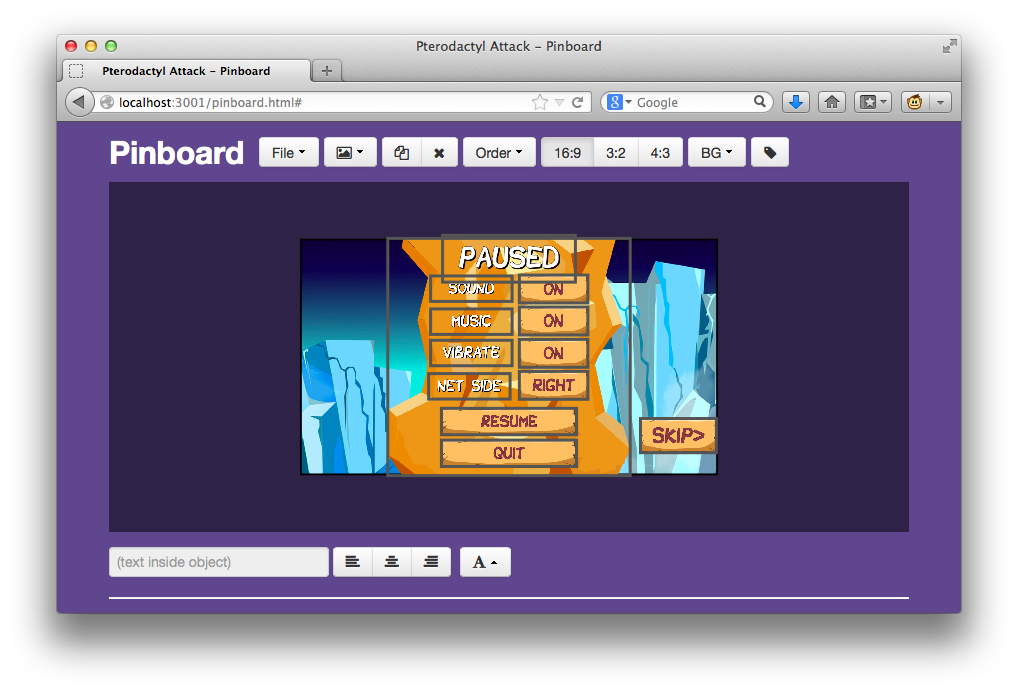 Pterodactyl Attack – Pinboard
Pterodactyl Attack – Pinboard
localhost:3001/pinboard.html#
Google
Pinboard File Order 16:9 3:2 4:3 BG
PAUSED
SOUND ON
MUSIC ON
VIBRATE ON
NET SIDE RIGHT
RESUME
SKIP>
QUIT
(text inside object) A